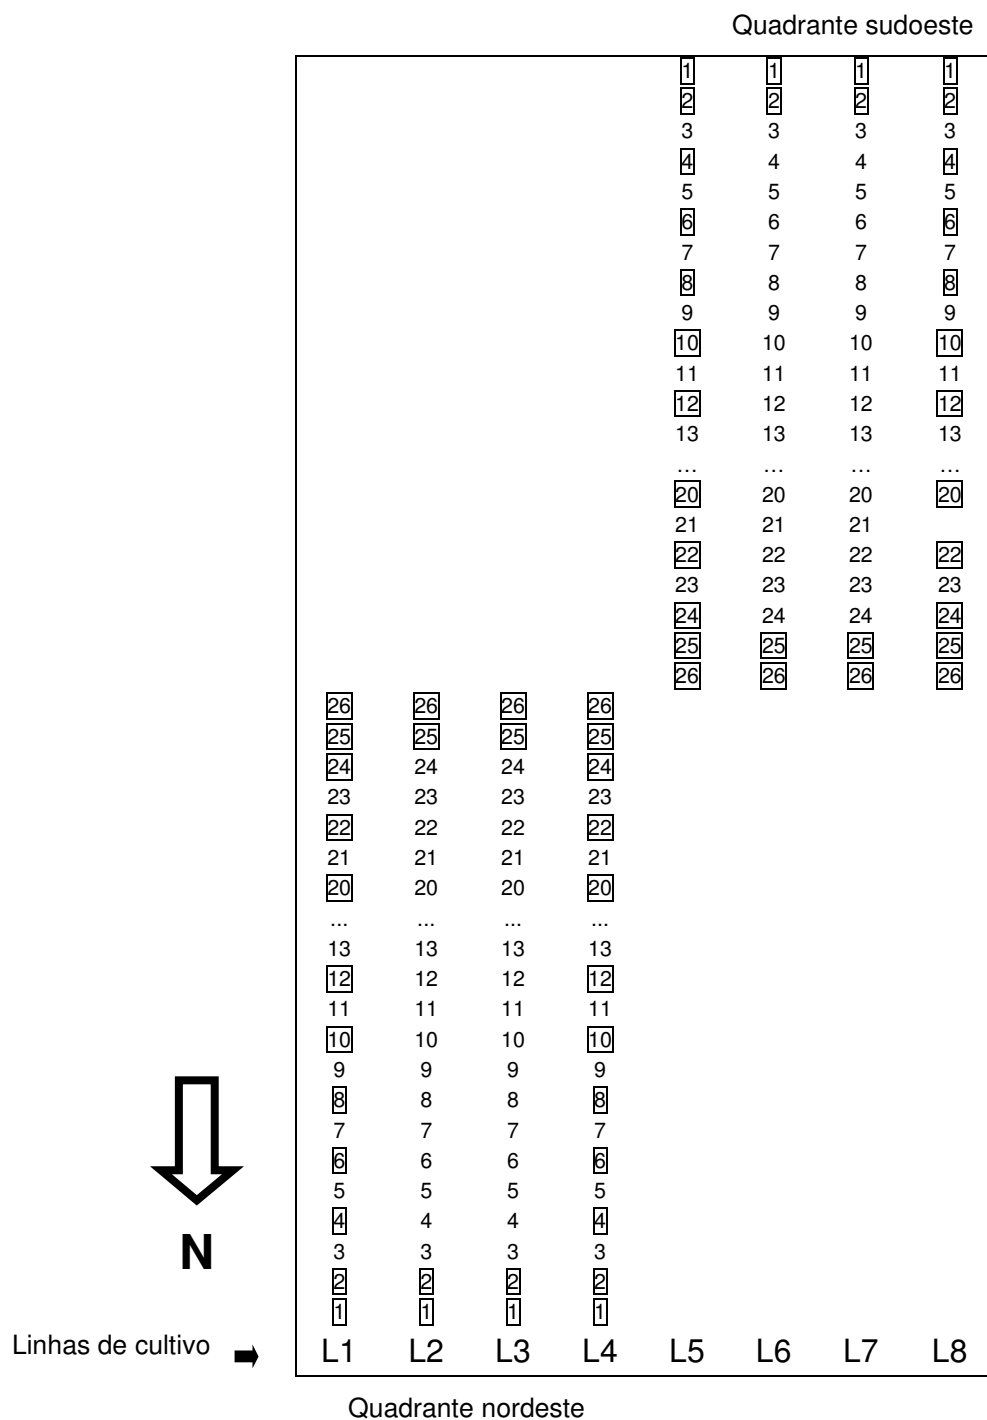 Quadrante sudoeste
1 1 1 1
2 2 2 2
3 3 3 3
4 4 4 4
5 5 5 5
6 6 6 6
7 7 7 7
8 8 8 8
9 9 9 9
10 10 10 10
11 11 11 11
12 12 12 12
13 13 13 13
... ... ... ...
20 20 20 20
21 21 21
22 22 22 22
23 23 23 23
24 24 24 24
25 25 25 25
26 26 26 26
26 26 26 26
25 25 25 25
24 24 24 24
23 23 23 23
22 22 22 22
21 21 21 21
20 20 20 20
... ... ... ...
13 13 13 13
12 12 12 12
11 11 11 11
10 10 10 10
9 9 9 9
8 8 8 8
7 7 7 7
6 6 6 6
5 5 5 5
4 4 4 4
N
3 3 3 3
2 2 2 2
1 1 1 1
Linhas de cultivo L1 L2 L3 L4 L5 L6 L7 L8
Quadrante nordeste